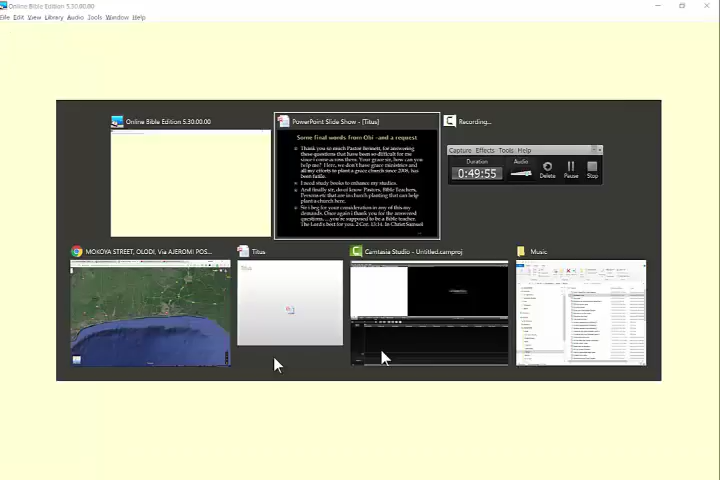 Online Bible Edition 5.30.00.00
File Edit View Library Audio Tools Window Help
Online Bible Edition 5.30.00.00
PowerPoint Slide Show - [Titus]
Recording...
Some final words from Obi -and a request
Thank you so much Pastor Bennett, for answering
these questions that have been so difficult for me
since i come across them. Your grace sir, how can you
help me? Here, we don't have grace ministries and
all my efforts to plant a grace church since 2008, has
been futile.
I need study books to enhance my studies.
And finally sir, do u know Pastors, Bible Teachers,
Persons etc that are in church planting that can help
plant a church here.
Sir i beg for your consideration in any of this my
demands. Once again i thank you for the answered
questions.....you're supposed to be a Bible teacher.
The Lord's best for you. 2 Cor. 13:14. In Christ Samuel
Capture Effects Tools Help
Duration
0:49:55
Audio
Delete
Pause
Stop
MOKOYA STREET, OLODI, Via AJEROMI POS...
Titus
Camtasia Studio - Untitled.camproj
Music
Titus